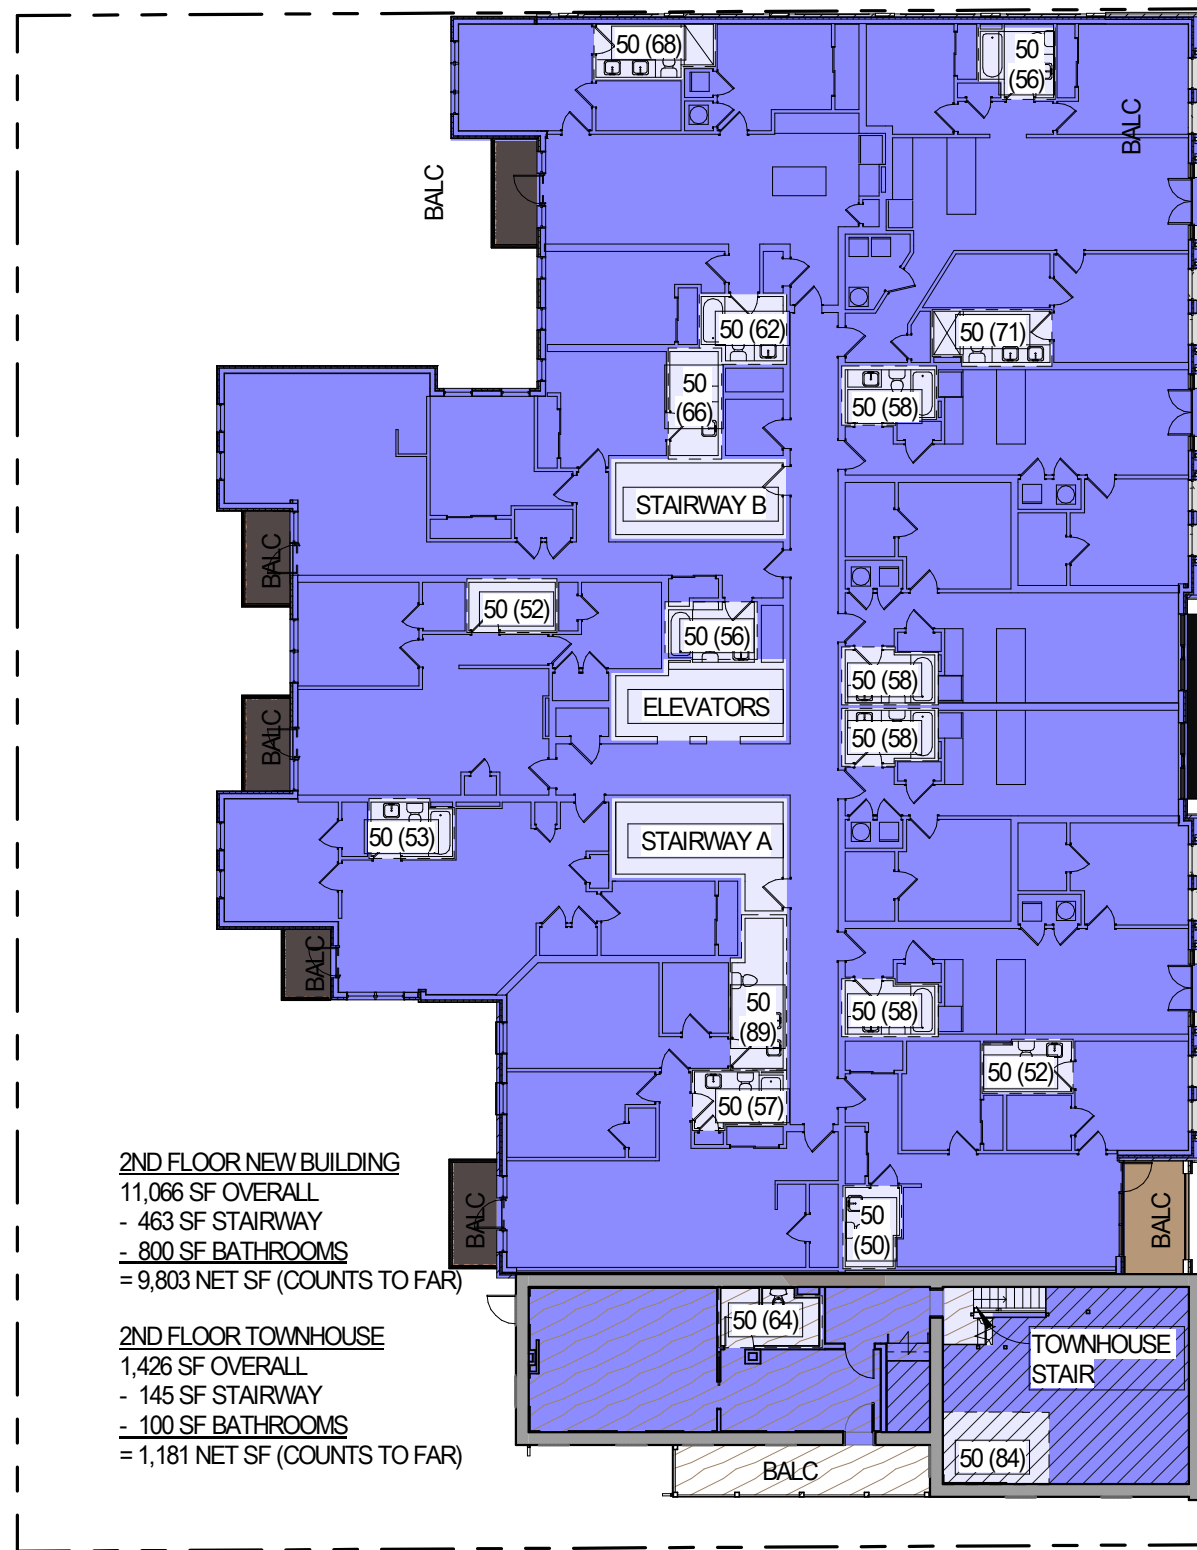 50 (68)
50
(56)
BALC
BALC
50 (62)
50 (71)
50
(66)
50 (58)
STAIRWAY B
BALC
50 (52)
50 (56)
50 (58)
ELEVATORS
BALC
50 (58)
50 (53)
STAIRWAY A
BALC
50
(89)
50 (58)
50 (52)
50 (57)
2ND FLOOR NEW BUILDING
11,066 SF OVERALL
- 463 SF STAIRWAY
- 800 SF BATHROOMS
= 9,803 NET SF (COUNTS TO FAR)
BALC
50
(50)
BALC
2ND FLOOR TOWNHOUSE
1,426 SF OVERALL
- 145 SF STAIRWAY
- 100 SF BATHROOMS
= 1,181 NET SF (COUNTS TO FAR)
50 (64)
TOWNHOUSE
STAIR
BALC
50 (84)